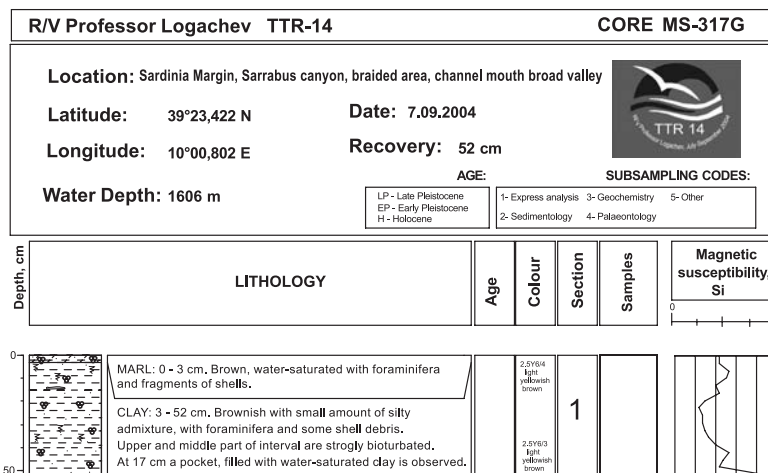 R/V Professor Logachev TTR-14 CORE MS-317G
Location: Sardinia Margin, Sarrabus canyon, braided area, channel mouth broad valley
Latitude: 39°23,422 N Date: 7.09.2004
Longitude: 10°00,802 E Recovery: 52 cm
Water Depth: 1606 m
TTR 14
R/V Professor Logachev, July September 2004
AGE:
LP - Late Pleistocene
EP - Early Pleistocene
H - Holocene
SUBSAMPLING CODES:
1- Express analysis 3- Geochemistry 5- Other
2- Sedimentology 4- Palaeontology
Depth, cm
LITHOLOGY
Age
Colour
Section
Samples
Magnetic
susceptibility,
Si
0
0
MARL: 0 - 3 cm. Brown, water-saturated with foraminifera
and fragments of shells.
CLAY: 3 - 52 cm. Brownish with small amount of silty
admixture, with foraminifera and some shell debris.
Upper and middle part of interval are strogly bioturbated.
At 17 cm a pocket, filled with water-saturated clay is observed.
50
2.5Y6/4
light
yellowish
brown
2.5Y6/3
light
yellowish
brown
1